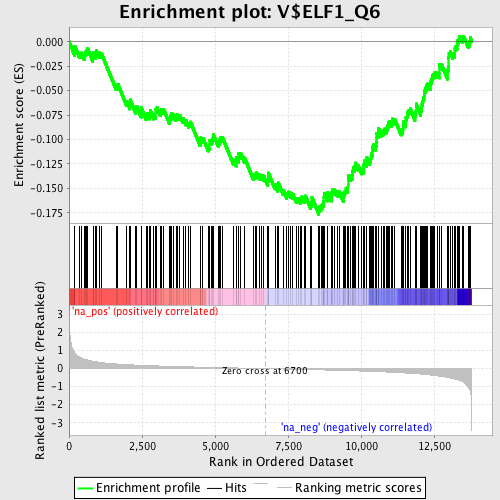 Enrichment plot: V$ELF1_Q6
Enrichment score (ES)
0.000
-0.025
-0.050
-0.075
-0.100
-0.125
-0.150
-0.175
'na_pos' (positively correlated)
Ranked list metric (PreRanked)
3
2
1
0
-1
-2
-3
Zero cross at 6700
'na_neg' (negatively correlated)
0
2,500
5,000
7,500
10,000
12,500
Rank in Ordered Dataset
Enrichment profile
Hits
Ranking metric scores